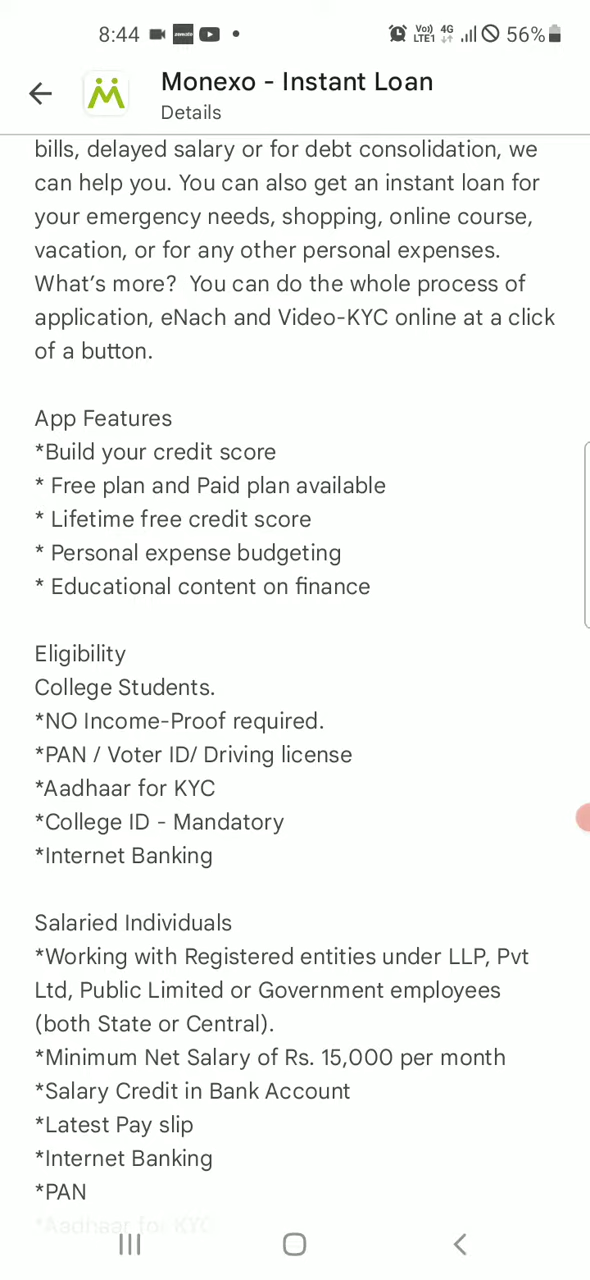 8:44
Vo)) 4G
LTE1
56%
Monexo - Instant Loan
Details
bills, delayed salary or for debt consolidation, we
can help you. You can also get an instant loan for
your emergency needs, shopping, online course,
vacation, or for any other personal expenses.
What’s more?  You can do the whole process of
application, eNach and Video-KYC online at a click
of a button.
App Features
*Build your credit score
* Free plan and Paid plan available
* Lifetime free credit score
* Personal expense budgeting
* Educational content on finance
Eligibility
College Students.
*NO Income-Proof required.
*PAN / Voter ID/ Driving license
*Aadhaar for KYC
*College ID - Mandatory
*Internet Banking
Salaried Individuals
*Working with Registered entities under LLP, Pvt
Ltd, Public Limited or Government employees
(both State or Central).
*Minimum Net Salary of Rs. 15,000 per month
*Salary Credit in Bank Account
*Latest Pay slip
*Internet Banking
*PAN
*Aadhaar for KYC